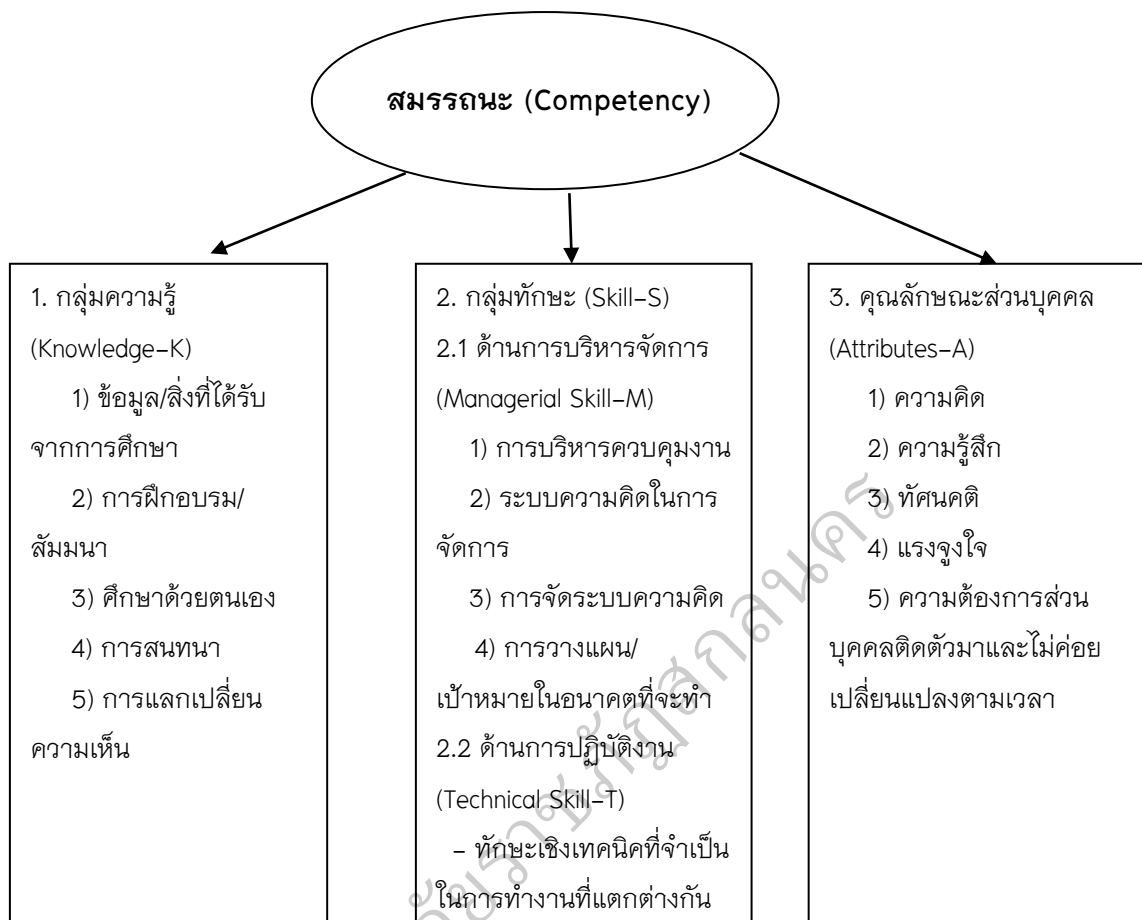 สมรรถนะ (Competency)
1. กลุ่มความรู้
(Knowledge–K)
1) ข้อมูล/สิ่งที่ได้รับ
จากการศึกษา
2) การฝึกอบรม/
สัมมนา
3) ศึกษาด้วยตนเอง
4) การสนทนา
5) การแลกเปลี่ยน
ความเห็น
2. กลุ่มทักษะ (Skill–S)
2.1 ด้านการบริหารจัดการ
(Managerial Skill–M)
1) การบริหารควบคุมงาน
2) ระบบความคิดในการ
จัดการ
3) การจัดระบบความคิด
4) การวางแผน/
เป้าหมายในอนาคตที่จะทำ
2.2 ด้านการปฏิบัติงาน
(Technical Skill–T)
– ทักษะเชิงเทคนิคที่จำเป็น
ในการทำงานที่แตกต่างกัน
3. คุณลักษณะส่วนบุคคล
(Attributes–A)
1) ความคิด
2) ความรู้สึก
3) ทัศนคติ
4) แรงจูงใจ
5) ความต้องการส่วน
บุคคลติดตัวมาและไม่ค่อย
เปลี่ยนแปลงตามเวลา
ราชภัฏสกลนคร